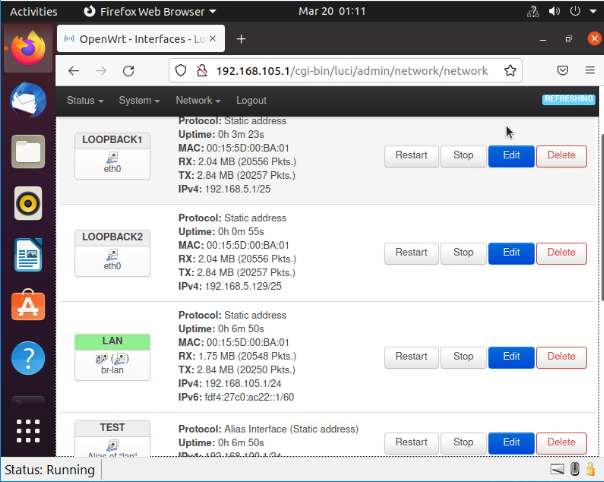 Activities
Firefox Web Browser
Mar 20 01:11
OpenWrt - Interfaces - Lu
192.168.105.1/cgi-bin/luci/admin/network/network
Status
System
Network
Logout
REFRESHING
LOOPBACK1
eth0
Protocol: Static address
Uptime: 0h 3m 23s
MAC: 00:15:5D:00:BA:01
RX: 2.04 MB (20556 Pkts.)
TX: 2.84 MB (20257 Pkts.)
IPv4: 192.168.5.1/25
Restart
Stop
Edit
Delete
LOOPBACK2
eth0
Protocol: Static address
Uptime: 0h 0m 55s
MAC: 00:15:5D:00:BA:01
RX: 2.04 MB (20556 Pkts.)
TX: 2.84 MB (20257 Pkts.)
IPv4: 192.168.5.129/25
Restart
Stop
Edit
Delete
LAN
br-lan
Protocol: Static address
Uptime: 0h 6m 50s
MAC: 00:15:5D:00:BA:01
RX: 1.75 MB (20548 Pkts.)
TX: 2.84 MB (20250 Pkts.)
IPv4: 192.168.105.1/24
IPv6: fdf4:27c0:ac22::1/60
Restart
Stop
Edit
Delete
TEST
Alias of "lan"
Protocol: Alias Interface (Static address)
Uptime: 0h 6m 50s
IPv4: 192.168.100.1/24
Restart
Stop
Edit
Delete
Status: Running